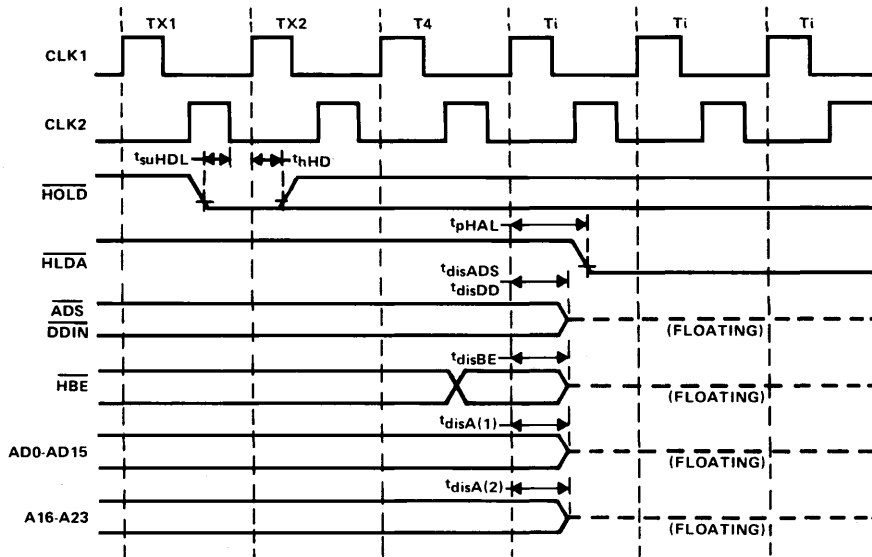 TX1 TX2 T4 Ti Ti Ti
CLK1
CLK2
tsuHDL thHD
HOLD
tpHAL
HLDA
tdisADS
tdisDD
ADS
DDIN (FLOATING)
tdisBE
HBE (FLOATING)
tdisA(1)
AD0-AD15 (FLOATING)
tdisA(2)
A16-A23 (FLOATING)